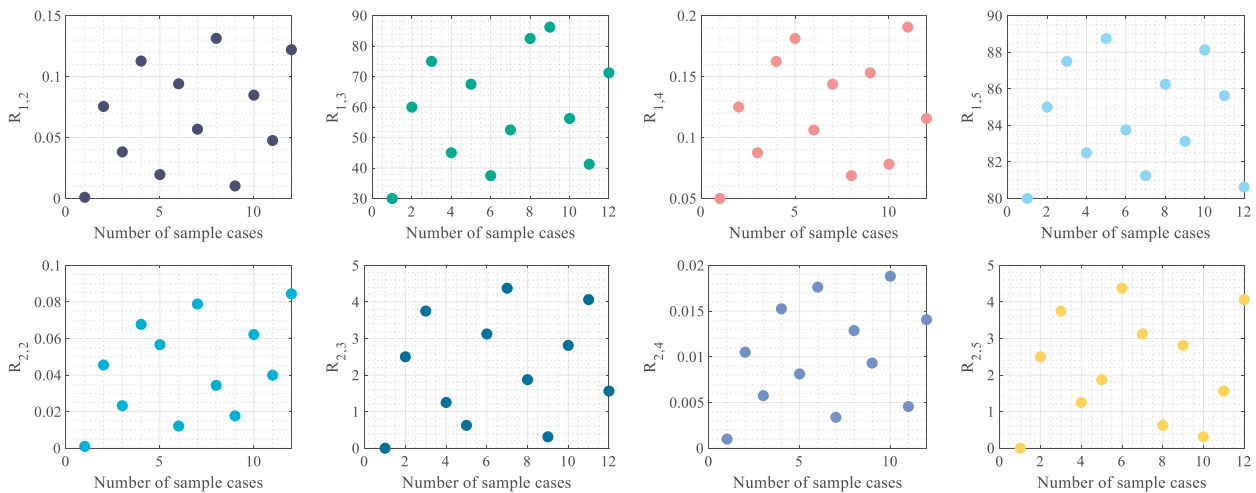 0.15
0.1
0.05
0
0 5 10
R1,2
Number of sample cases
90
80
70
60
50
40
30
0 2 4 6 8 10 12
R1,3
Number of sample cases
0.2
0.15
0.1
0.05
0 5 10
R1,4
Number of sample cases
90
88
86
84
82
80
0 2 4 6 8 10 12
R1,5
Number of sample cases
0.1
0.08
0.06
0.04
0.02
0
0 5 10
R2,2
Number of sample cases
5
4
3
2
1
0
0 2 4 6 8 10 12
R2,3
Number of sample cases
0.02
0.015
0.01
0.005
0
0 5 10
R2,4
Number of sample cases
5
4
3
2
1
0
0 2 4 6 8 10 12
R2,5
Number of sample cases